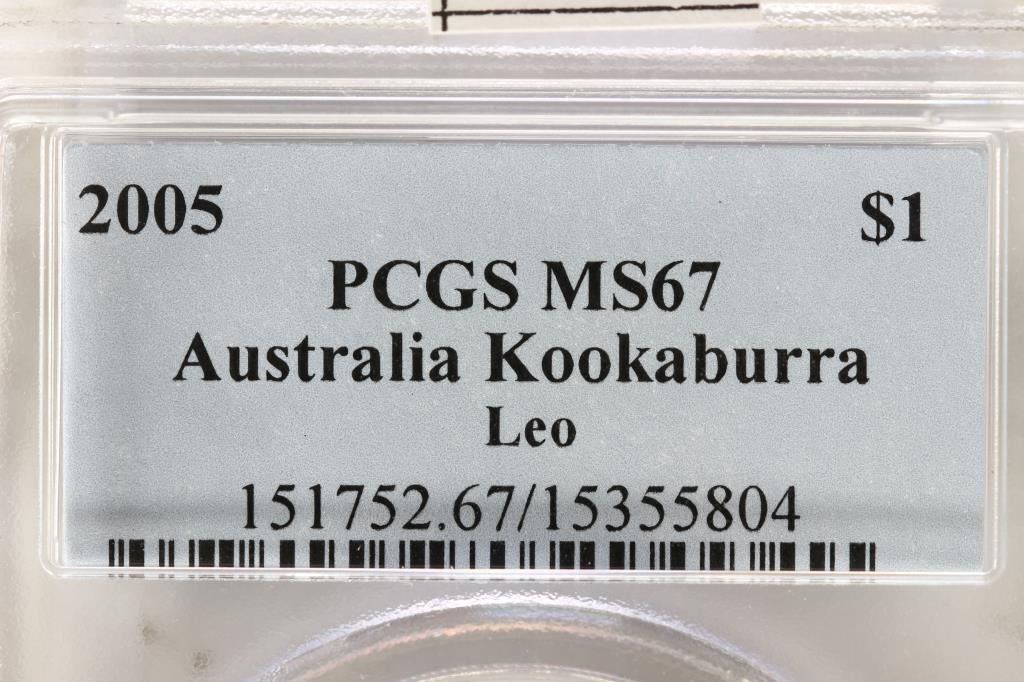 2005 $1
PCGS MS67
Australia Kookaburra
Leo
151752.67/15355804